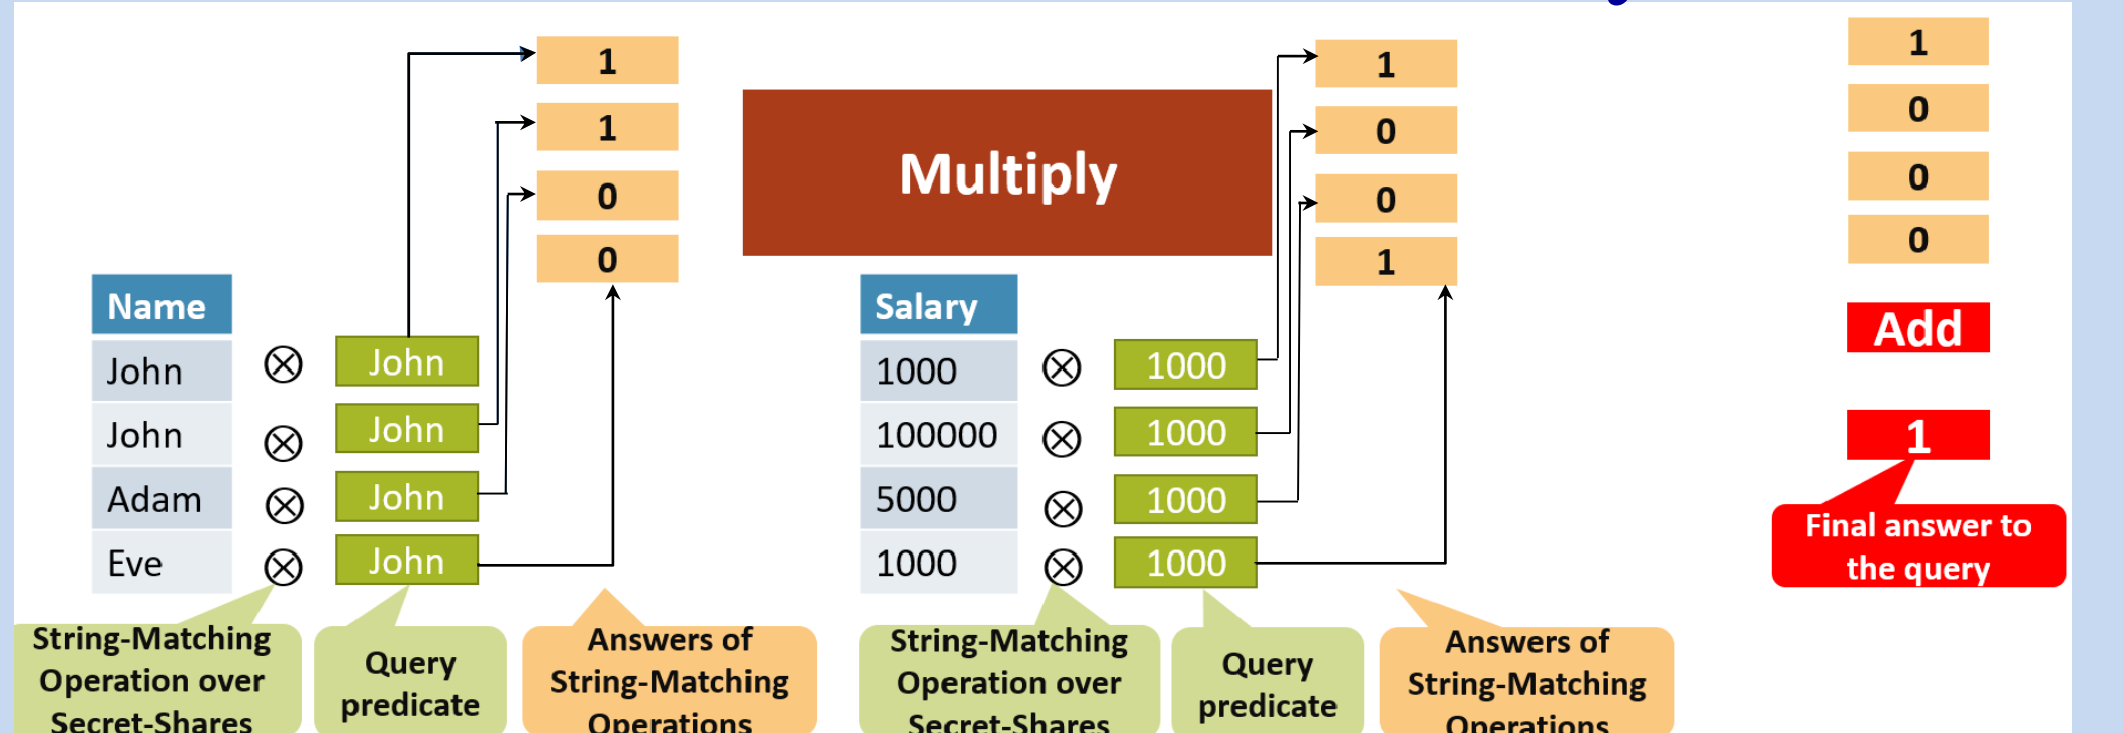 1
1
0
0
Multiply
1
0
0
1
1
0
0
0
Add
1
Final answer to
the query
Name
John
John
Adam
Eve
John
John
John
John
Salary
1000
100000
5000
1000
1000
1000
1000
1000
String-Matching
Operation over
Secret-Shares
Query
predicate
Answers of
String-Matching
Operations
String-Matching
Operation over
Secret-Shares
Query
predicate
Answers of
String-Matching
Operations